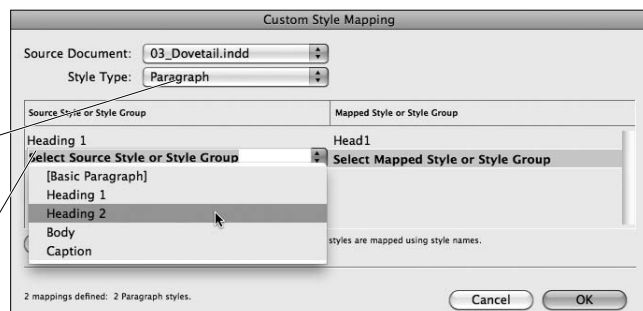 Custom Style Mapping
Source Document: 03_Dovetail.indd
Style Type: Paragraph
Source Style or Style Group Mapped Style or Style Group
Heading 1 Head1
Select Source Style or Style Group Select Mapped Style or Style Group
[Basic Paragraph]
Heading 1
Heading 2
Body
Caption
styles are mapped using style names.
2 mappings defined: 2 Paragraph styles.
Cancel OK